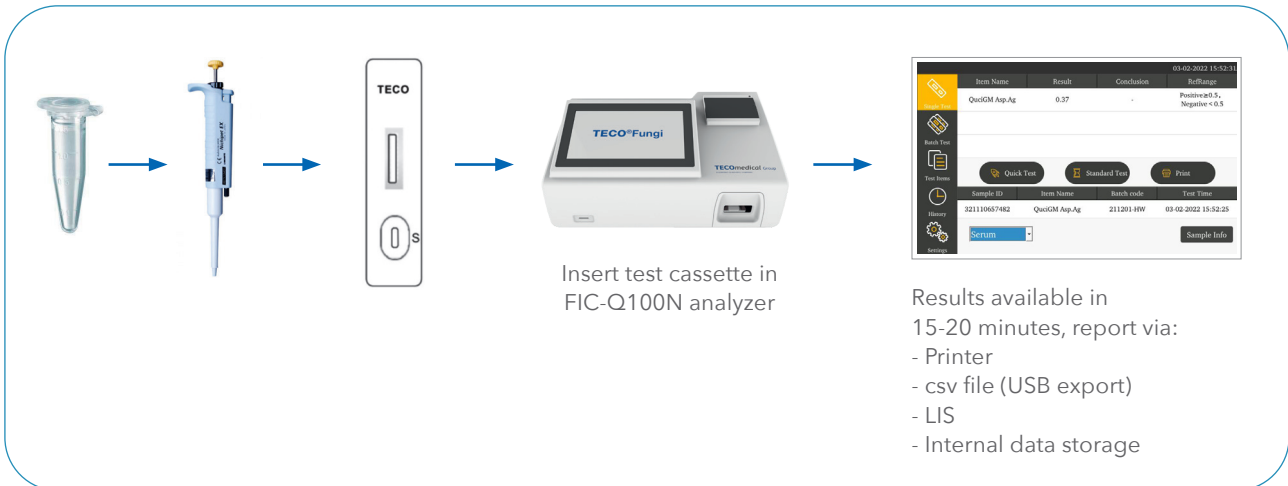 TECO
S
TECO®Fungi
TECOmedical Group
Insert test cassette in
FIC-Q100N analyzer
03-02-2022 15:52:31
Item Name Result Conclusion RefRange
QuciGM Asp.Ag 0.37 - Positive≥0.5、
Negative < 0.5
Single Test
Batch Test
Test Items
History
Settings
Quick Test Standard Test Print
Sample ID Item Name Batch code Test Time
321110657482 QuciGM Asp.Ag 211201-HW 03-02-2022 15:52:25
Serum Sample Info
Results available in
15-20 minutes, report via:
- Printer
- csv file (USB export)
- LIS
- Internal data storage